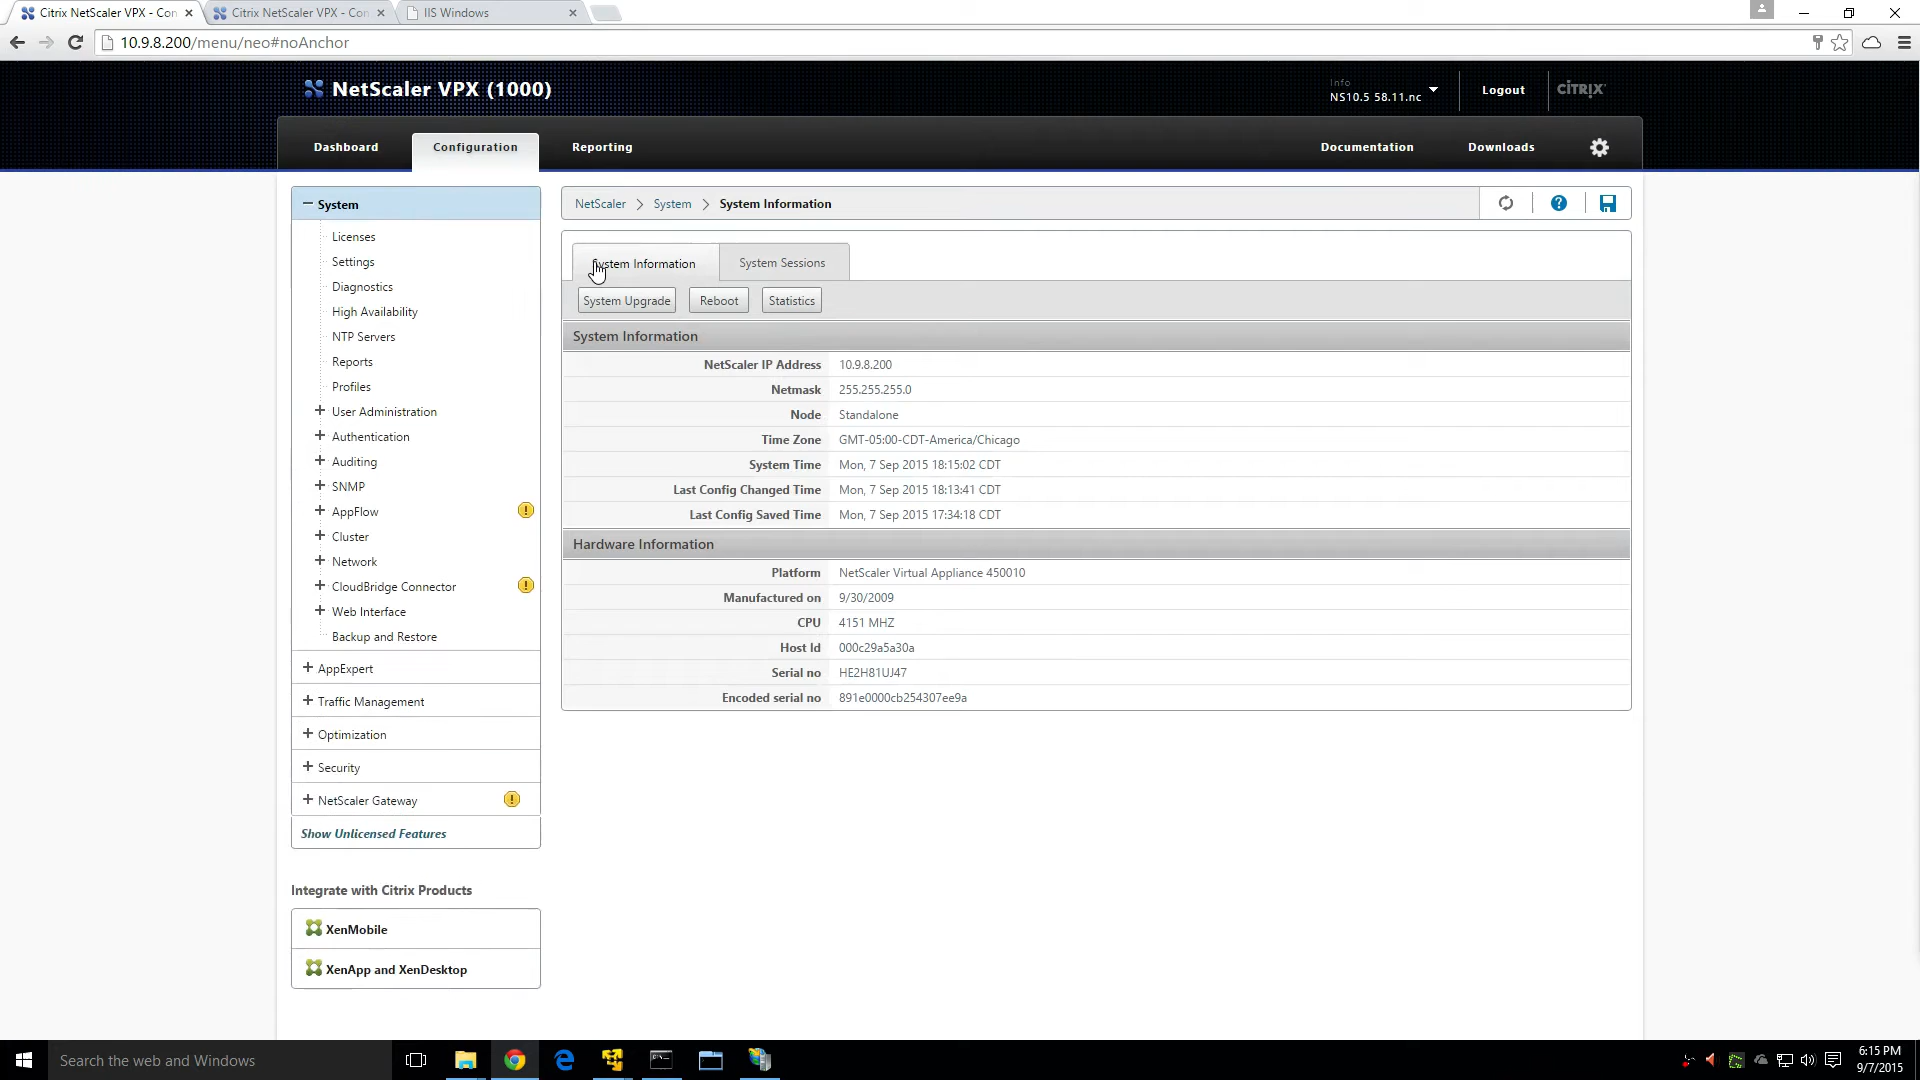 Citrix NetScaler VPX - Con
Citrix NetScaler VPX - Con
IIS Windows
10.9.8.200/menu/neo#noAnchor
NetScaler VPX (1000)
Info
NS10.5 58.11.nc
Logout
CITRIX
Dashboard
Configuration
Reporting
Documentation
Downloads
System
Licenses
Settings
Diagnostics
High Availability
NTP Servers
Reports
Profiles
User Administration
Authentication
Auditing
SNMP
AppFlow
Cluster
Network
CloudBridge Connector
Web Interface
Backup and Restore
AppExpert
Traffic Management
Optimization
Security
NetScaler Gateway
Show Unlicensed Features
Integrate with Citrix Products
XenMobile
XenApp and XenDesktop
NetScaler > System > System Information
System Information
System Sessions
System Upgrade
Reboot
Statistics
System Information
NetScaler IP Address 10.9.8.200
Netmask 255.255.255.0
Node Standalone
Time Zone GMT-05:00-CDT-America/Chicago
System Time Mon, 7 Sep 2015 18:15:02 CDT
Last Config Changed Time Mon, 7 Sep 2015 18:13:41 CDT
Last Config Saved Time Mon, 7 Sep 2015 17:34:18 CDT
Hardware Information
Platform NetScaler Virtual Appliance 450010
Manufactured on 9/30/2009
CPU 4151 MHZ
Host Id 000c29a5a30a
Serial no HE2H81UJ47
Encoded serial no 891e0000cb254307ee9a
Search the web and Windows
6:15 PM
9/7/2015